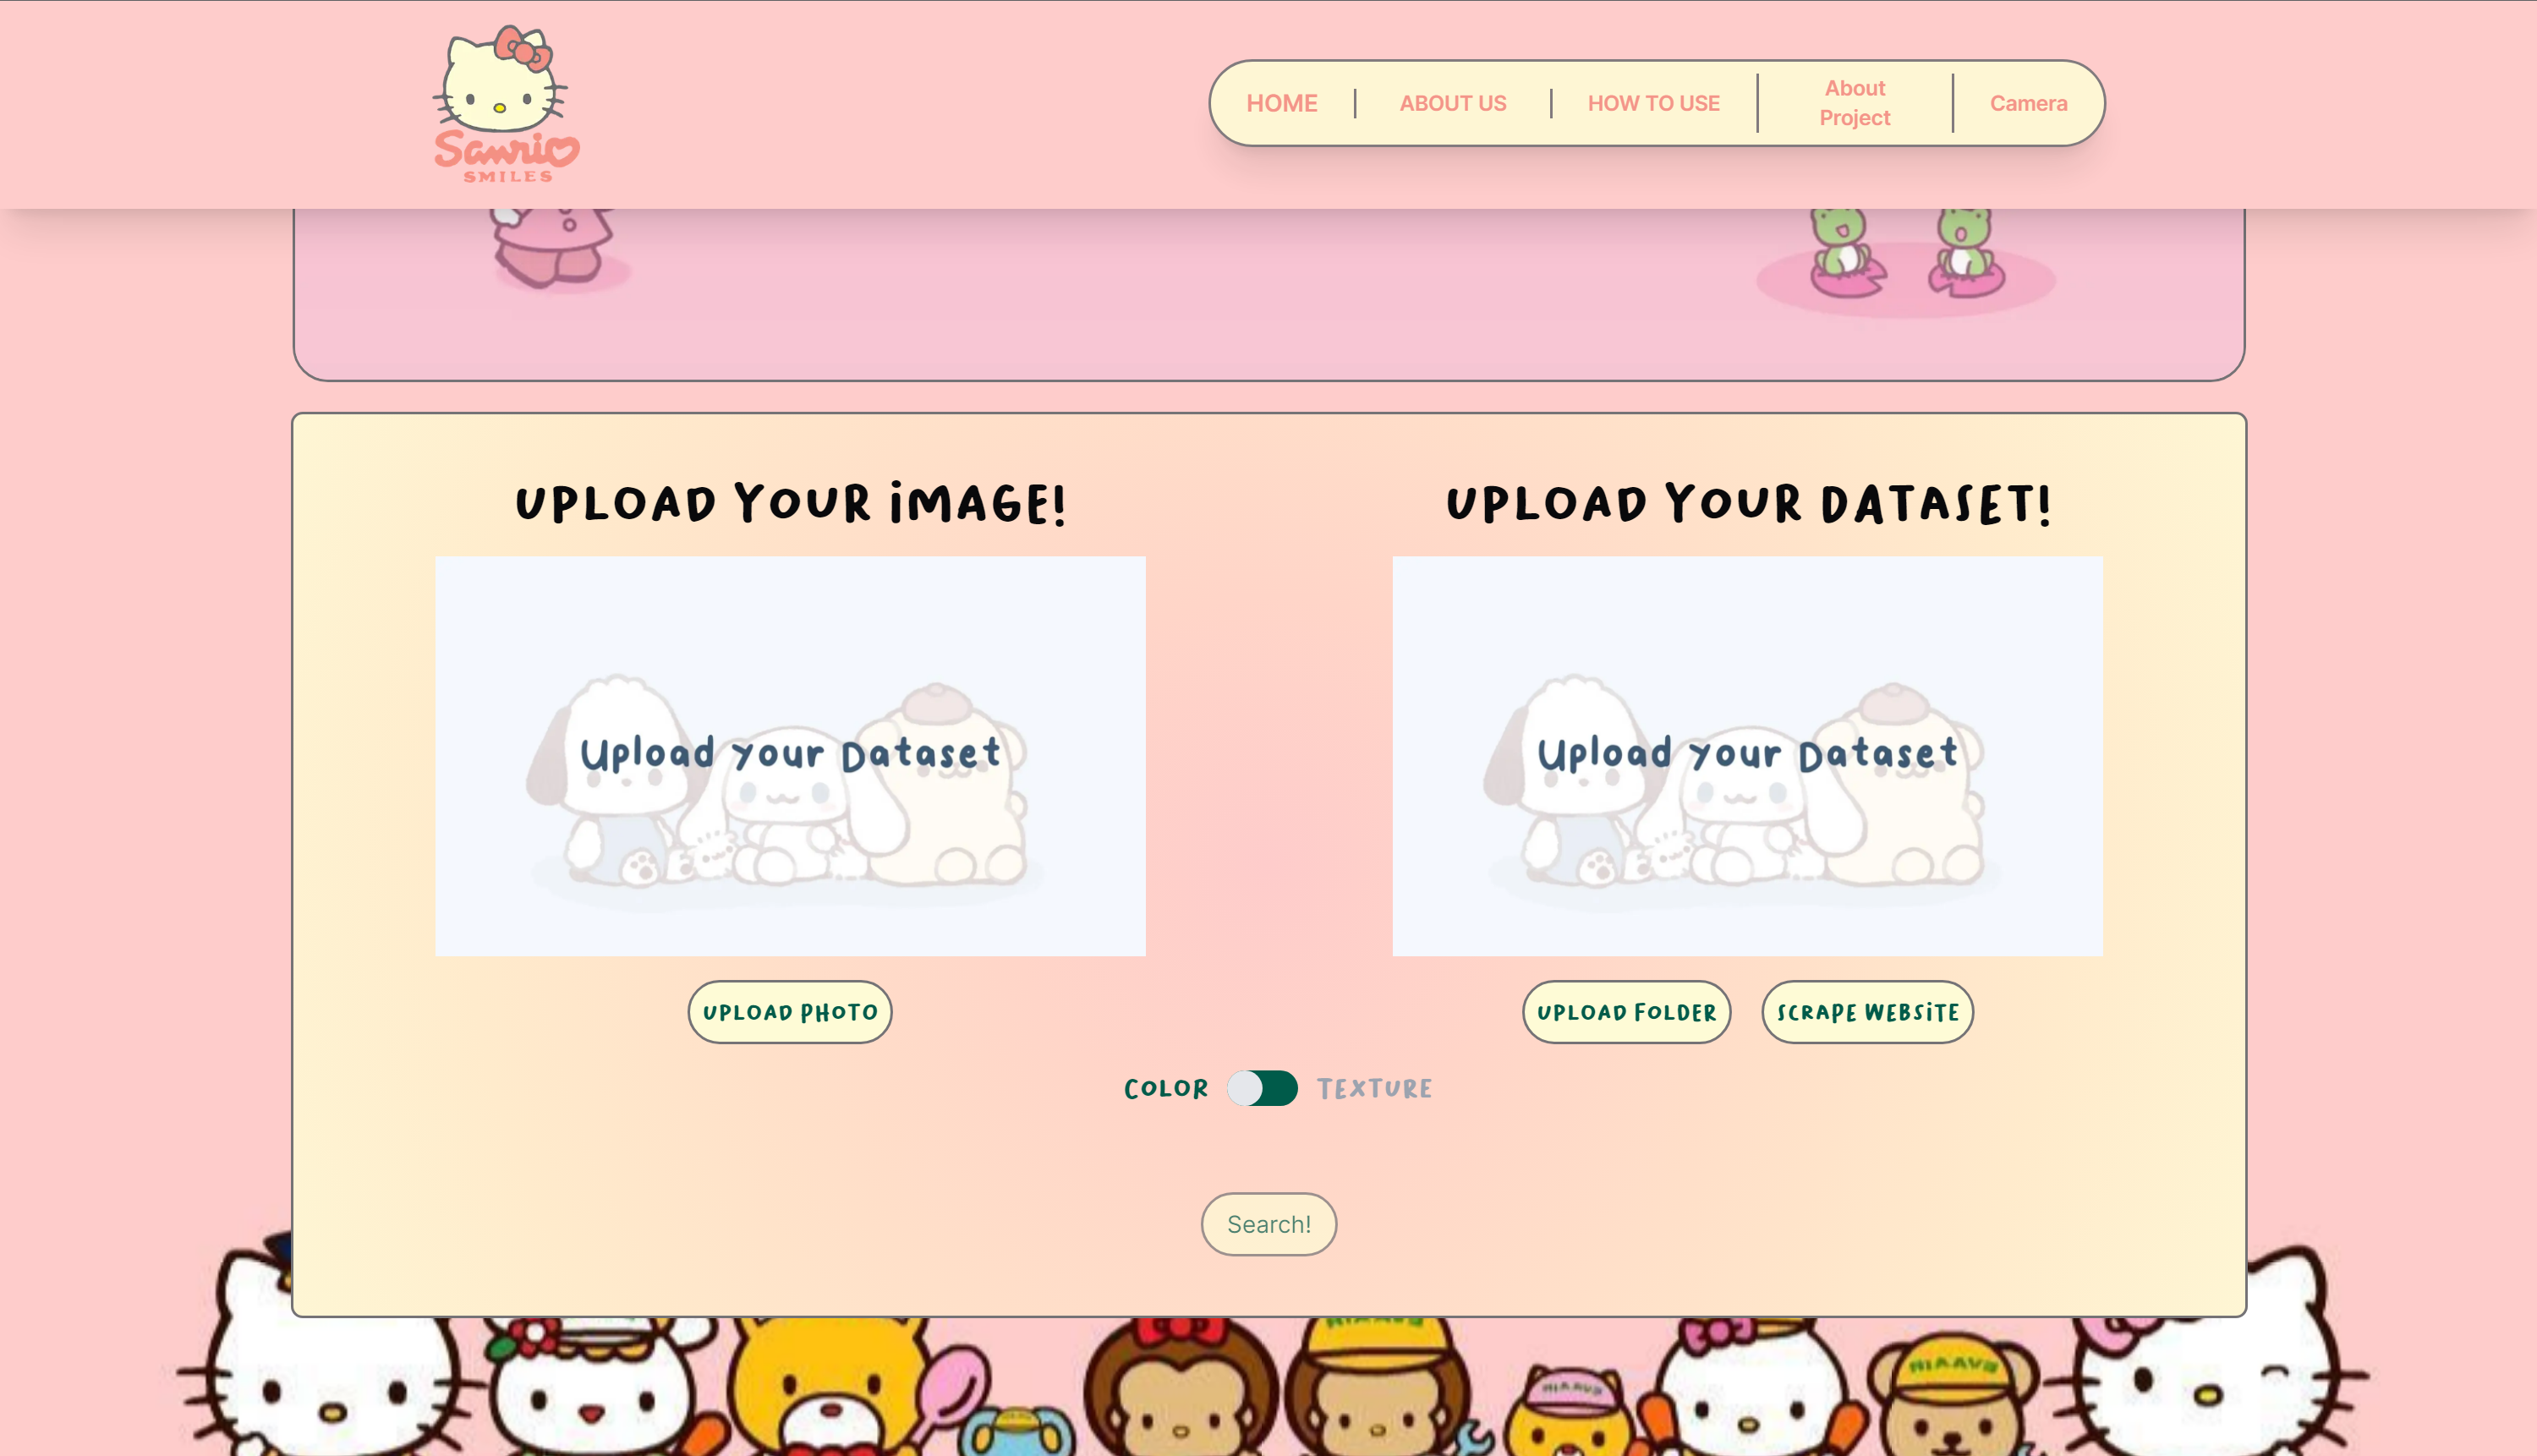 Sanrio
SMILES
HOME
ABOUT US
HOW TO USE
About
Project
Camera
UPLOAD YOUR iMAGE!
UPLOAD YOUR DATASET!
Upload your Dataset
Upload your Dataset
UPLOAD PHOTO
UPLOAD FOLDER
SCRAPE WEBSiTE
COLOR
TEXTURE
Search!